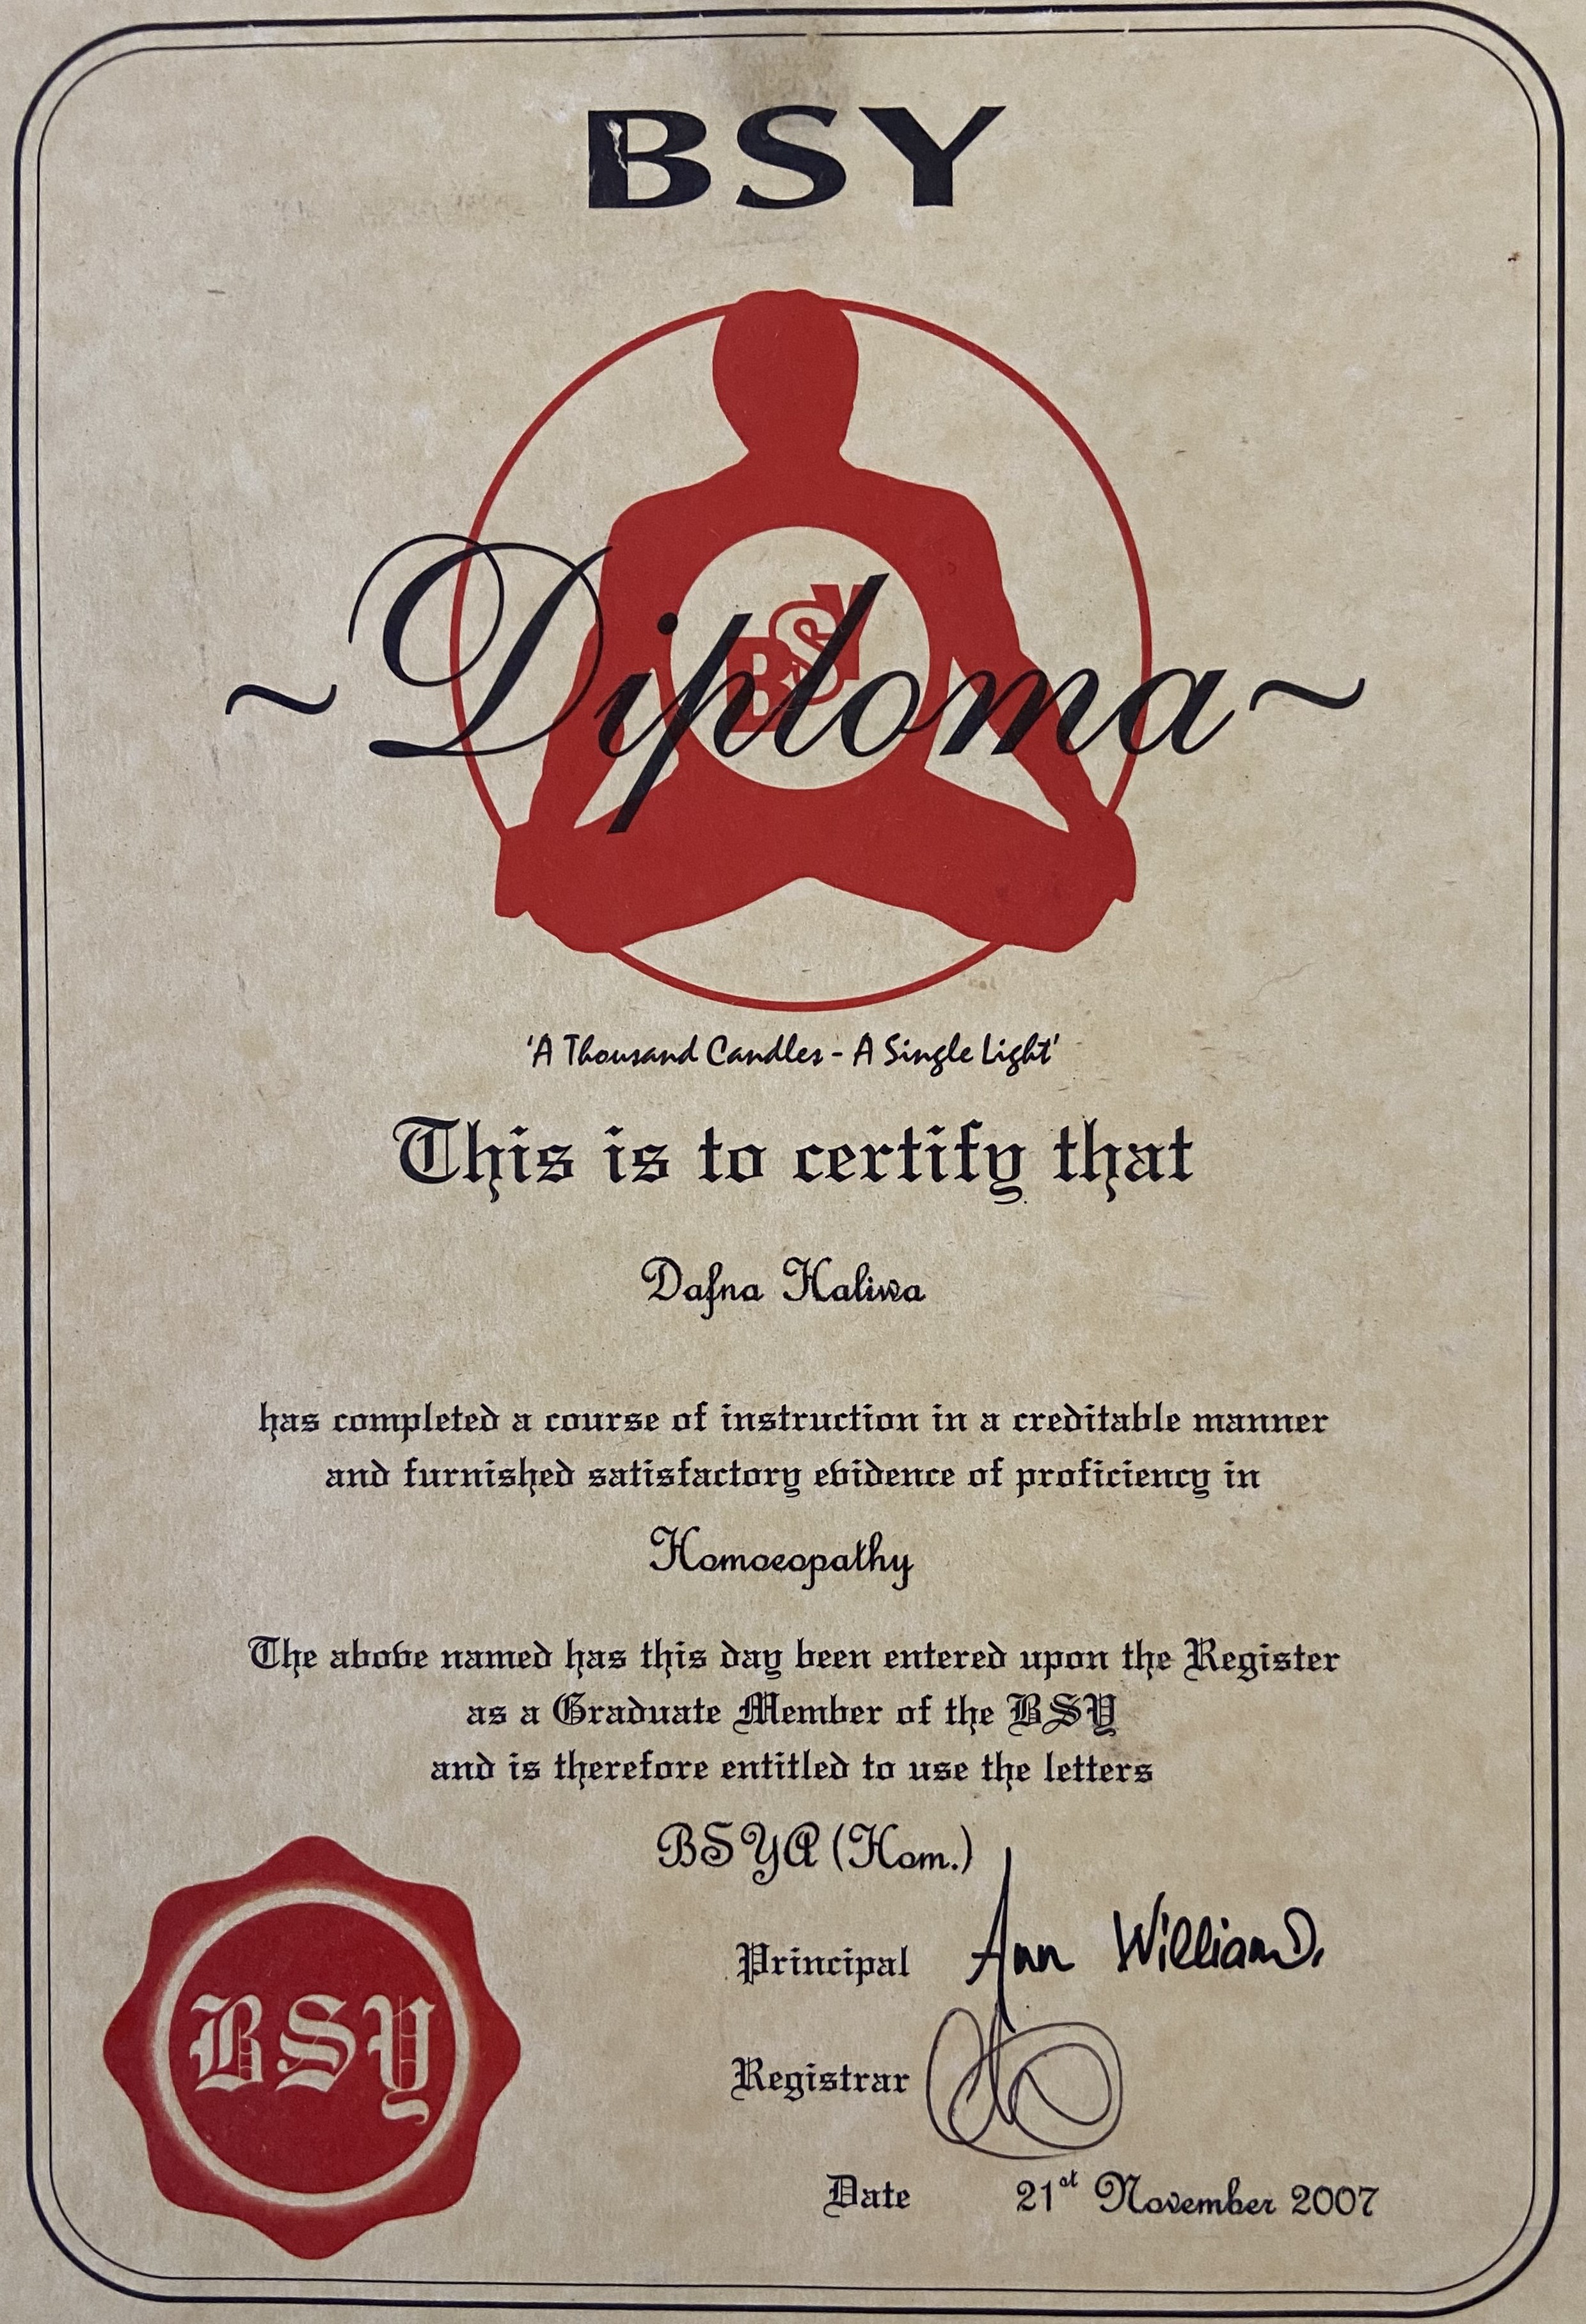 BSY
BSY
~Diploma~
'A Thousand Candles - A Single Light'
This is to certify that
Dafna Haliwa
has completed a course of instruction in a creditable manner
and furnished satisfactory evidence of proficiency in
Homoeopathy
The above named has this day been entered upon the Register
as a Graduate Member of the BSY
and is therefore entitled to use the letters
BSYA (Hom.)
Principal Ann Williams.
Registrar
BSY
Date 21st November 2007